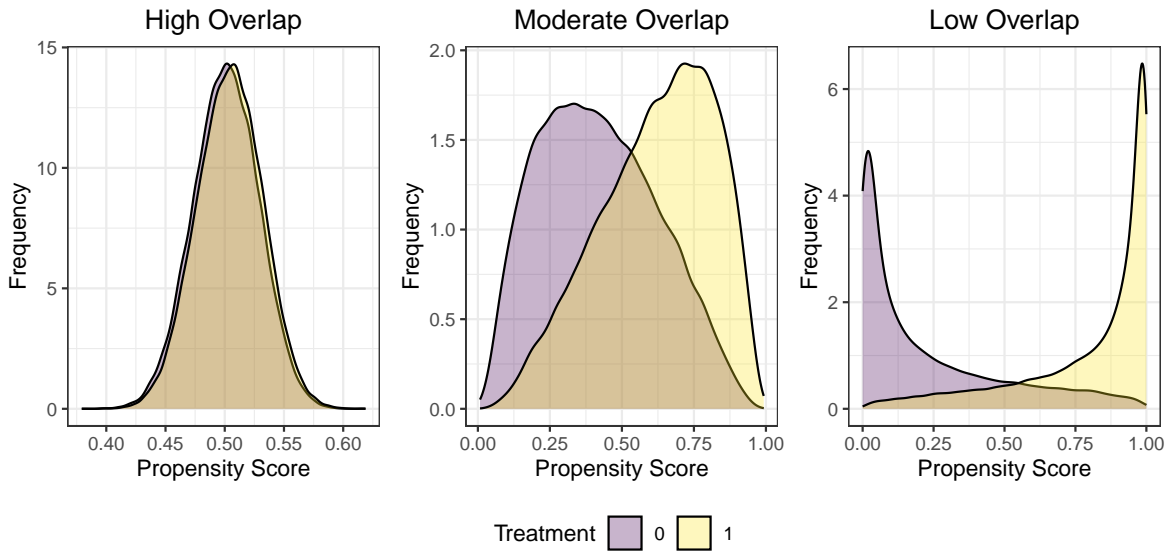 High Overlap
Moderate Overlap
Low Overlap
15
10
5
0
Frequency
0.40 0.45 0.50 0.55 0.60
Propensity Score
2.0
1.5
1.0
0.5
0.0
Frequency
0.00 0.25 0.50 0.75 1.00
Propensity Score
6
4
2
0
Frequency
0.00 0.25 0.50 0.75 1.00
Propensity Score
Treatment 0 1